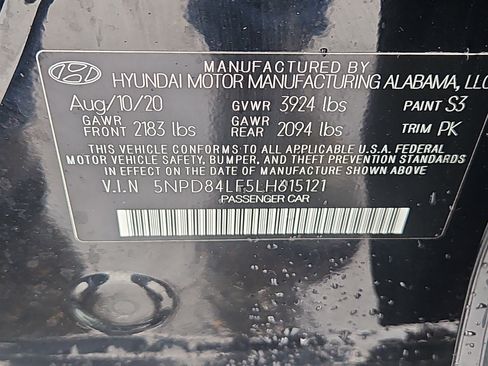 MANUFACTURED BY
HYUNDAI MOTOR MANUFACTURING ALABAMA, LLC
Aug/10/20 GVWR 3924 lbs PAINT S3
GAWR FRONT 2183 lbs GAWR REAR 2094 lbs TRIM PK
THIS VEHICLE CONFORMS TO ALL APPLICABLE U.S.A. FEDERAL
MOTOR VEHICLE SAFETY, BUMPER, AND THEFT PREVENTION STANDARDS
IN EFFECT ON THE DATE OF MANUFACTURE SHOWN ABOVE.
V.I.N 5NPD84LF5LH615121
PASSENGER CAR